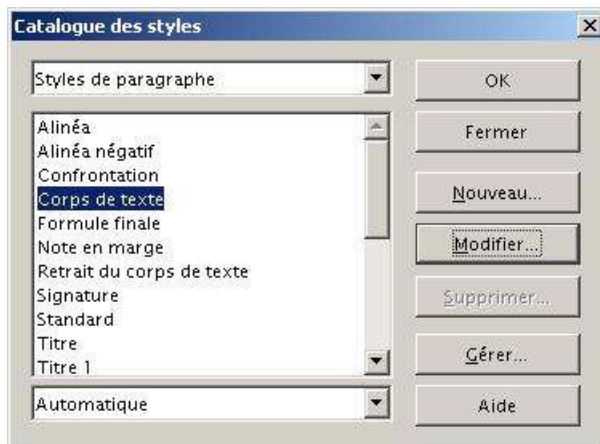 Catalogue des styles
Styles de paragraphe
OK
Alinéa
Alinéa négatif
Confrontation
Corps de texte
Formule finale
Note en marge
Retrait du corps de texte
Signature
Standard
Titre
Titre 1
Fermer
Nouveau...
Modifier...
Supprimer...
Gérer...
Automatique
Aide